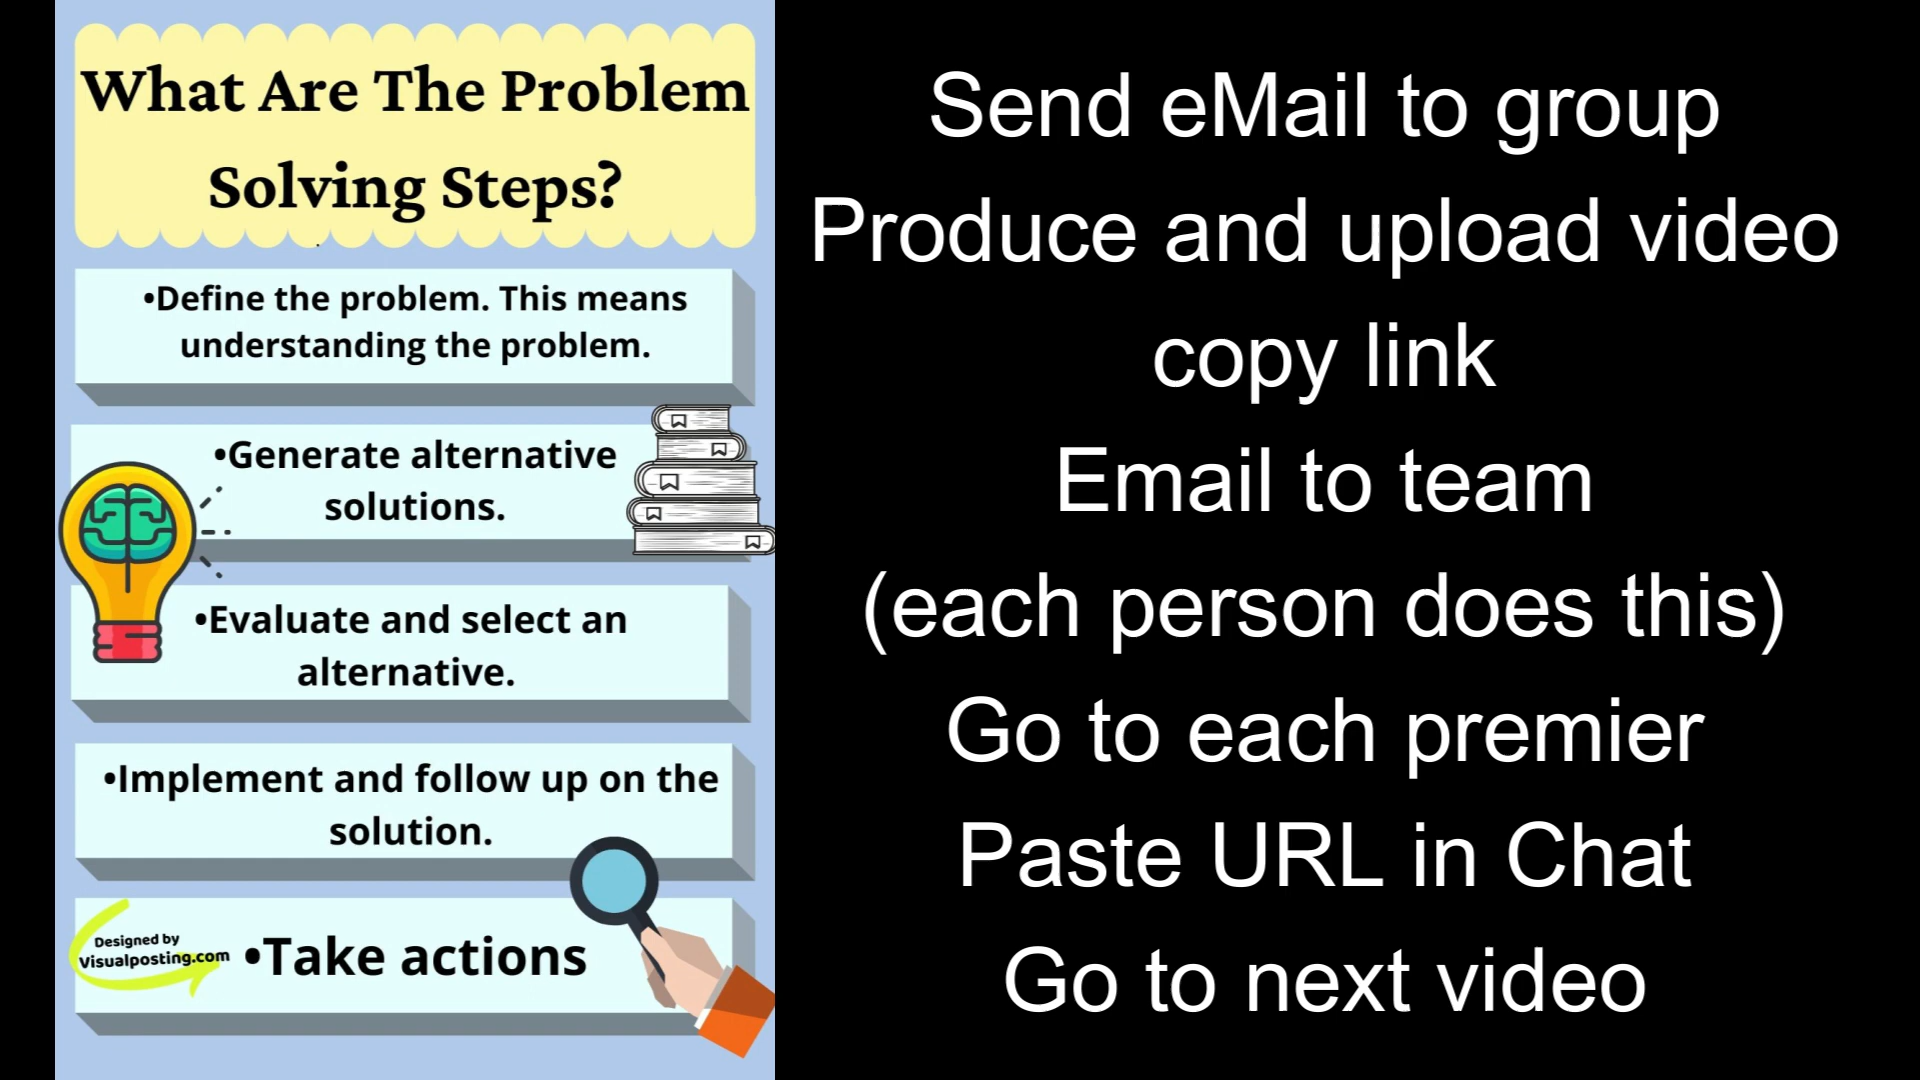 What Are The Problem
Solving Steps?
•Define the problem. This means
understanding the problem.
•Generate alternative
solutions.
•Evaluate and select an
alternative.
•Implement and follow up on the
solution.
Designed by
Visualposting.com
•Take actions
Send eMail to group
Produce and upload video
copy link
Email to team
(each person does this)
Go to each premier
Paste URL in Chat
Go to next video